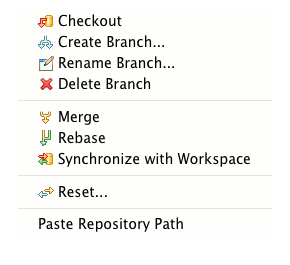 Checkout
Create Branch...
Rename Branch...
Delete Branch
Merge
Rebase
Synchronize with Workspace
Reset...
Paste Repository Path